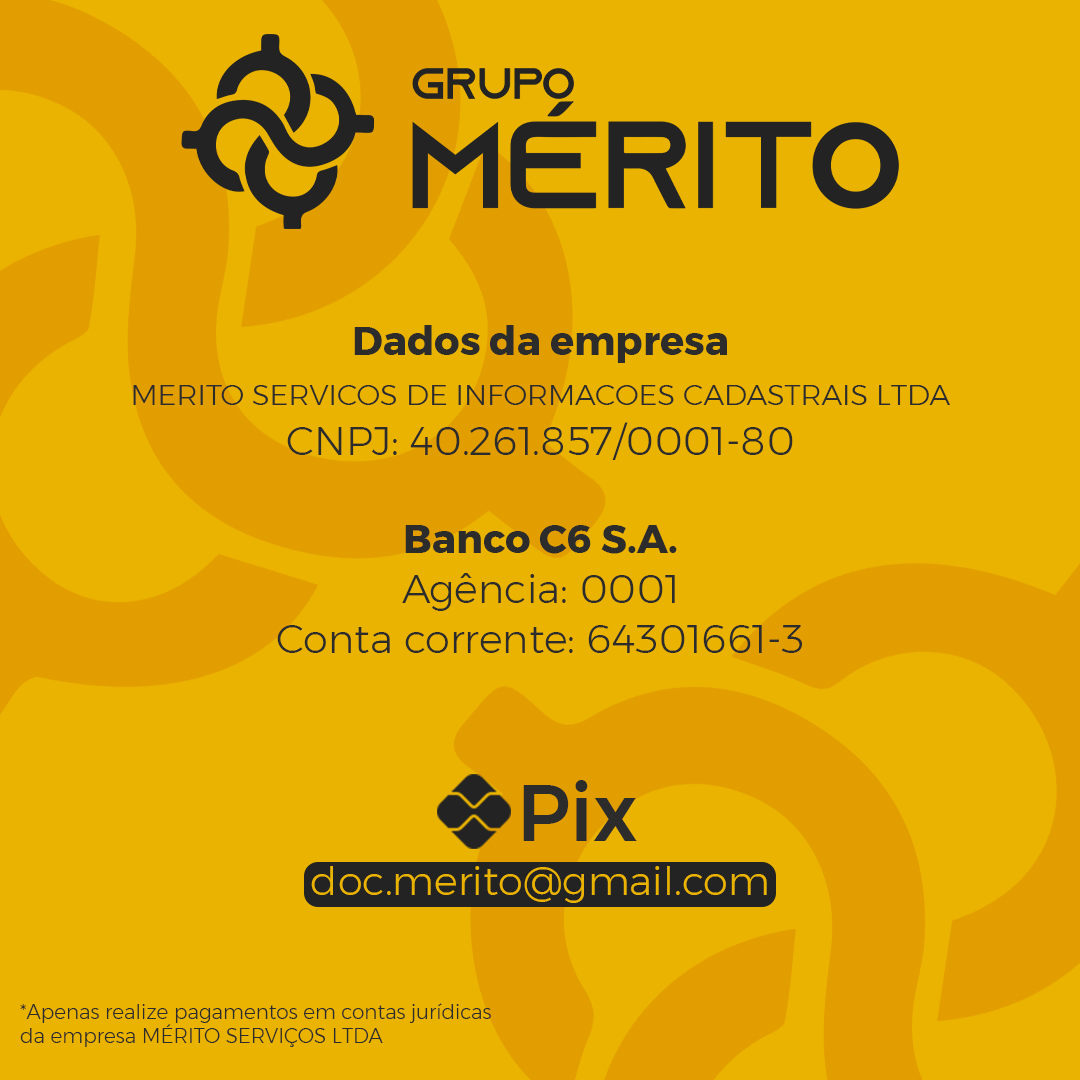 GRUPO
MÉRITO
Dados da empresa
MERITO SERVICOS DE INFORMACOES CADASTRAIS LTDA
CNPJ: 40.261.857/0001-80
Banco C6 S.A.
Agência: 0001
Conta corrente: 64301661-3
Pix
doc.merito@gmail.com
*Apenas realize pagamentos em contas jurídicas
da empresa MÉRITO SERVIÇOS LTDA